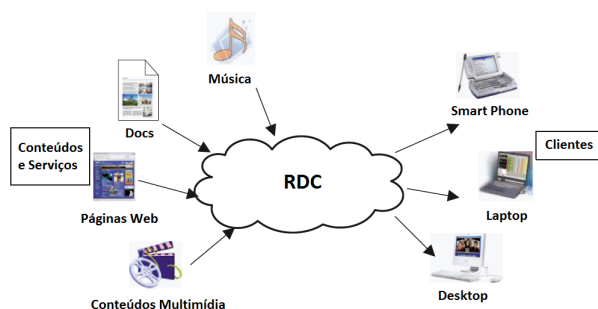 Música
Smart Phone
Docs
Conteúdos
e Serviços
Clientes
RDC
Páginas Web
Laptop
Desktop
Conteúdos Multimídia